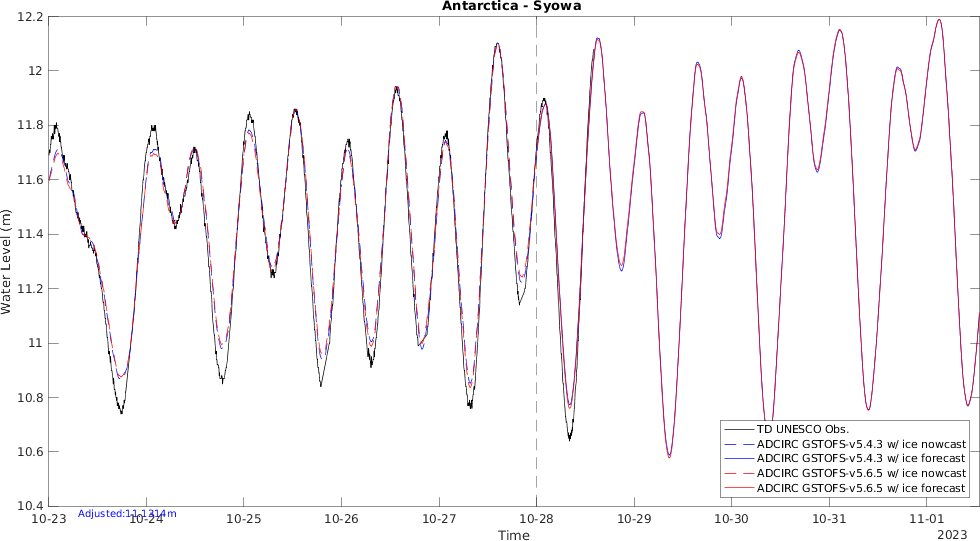 Antarctica - Syowa
Water Level (m)
12.2
12
11.8
11.6
11.4
11.2
11
10.8
10.6
10.4
TD UNESCO Obs.
ADCIRC GSTOFS-v5.4.3 w/ ice nowcast
ADCIRC GSTOFS-v5.4.3 w/ ice forecast
ADCIRC GSTOFS-v5.6.5 w/ ice nowcast
ADCIRC GSTOFS-v5.6.5 w/ ice forecast
Adjusted:11.1314m
10-23 10-24 10-25 10-26 10-27 10-28 10-29 10-30 10-31 11-01
Time
2023